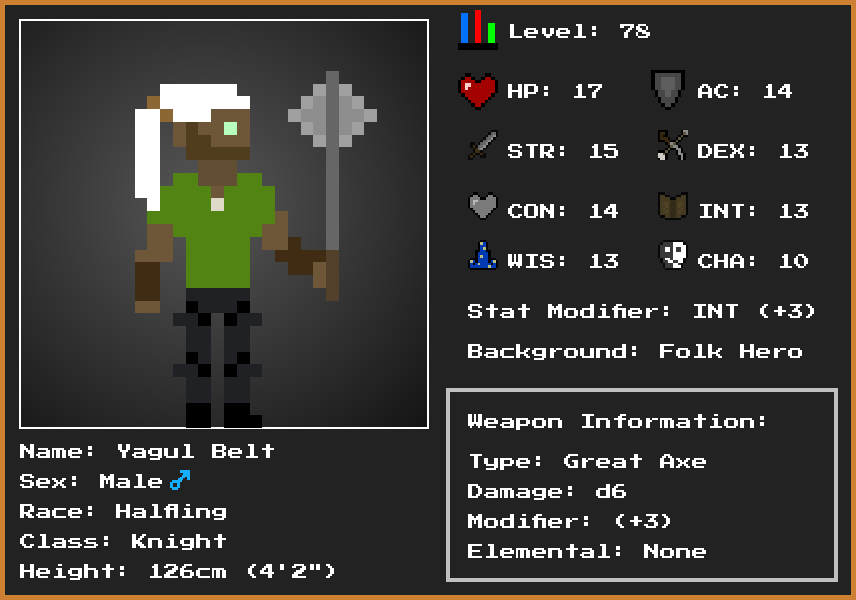 Level: 78
HP: 17 AC: 14
STR: 15 DEX: 13
CON: 14 INT: 13
WIS: 13 CHA: 10
Stat Modifier: INT (+3)
Background: Folk Hero
Weapon Information:
Type: Great Axe
Damage: d6
Modifier: (+3)
Elemental: None
Name: Yagul Belt
Sex: Male ♂
Race: Halfling
Class: Knight
Height: 126cm (4'2")